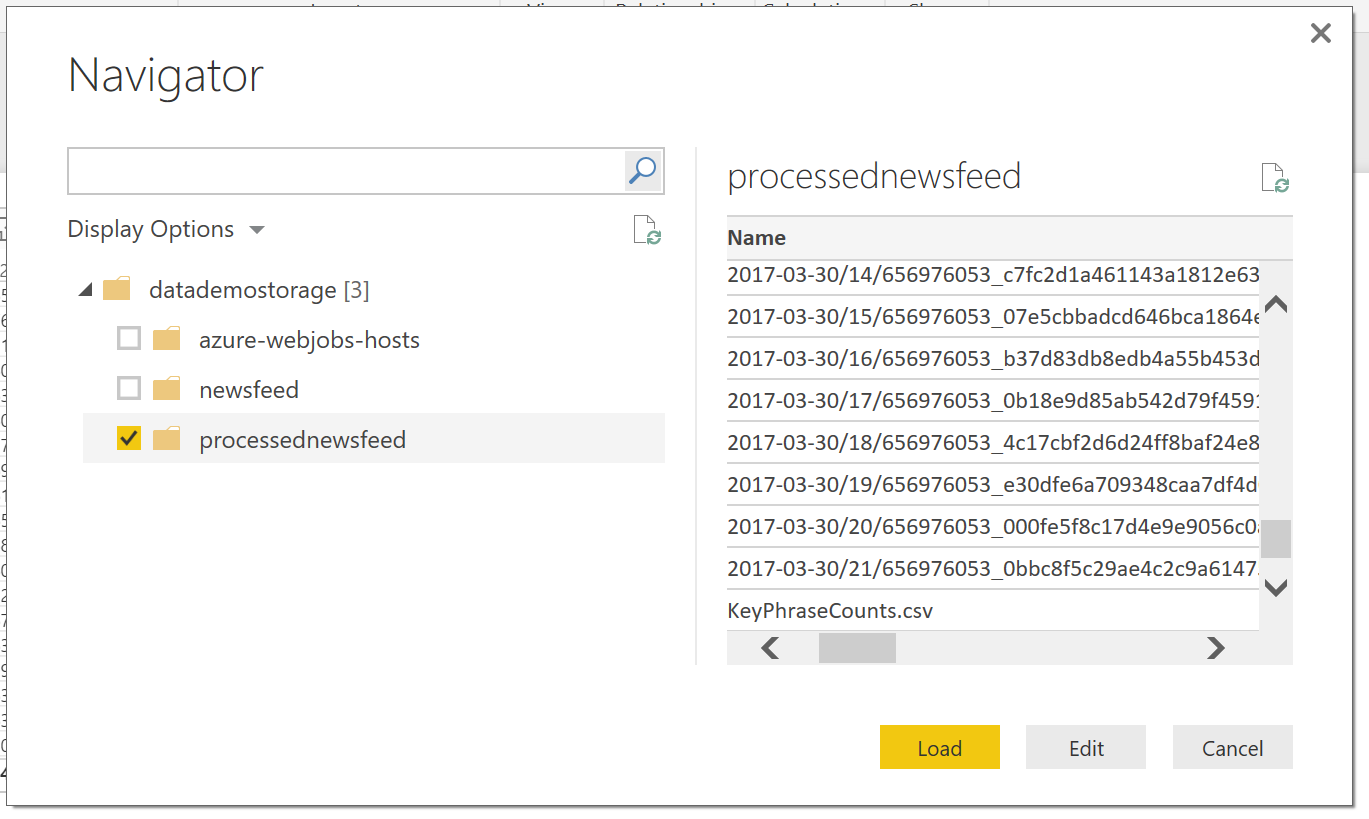 Navigator
Display Options
datademostorage [3]
azure-webjobs-hosts
newsfeed
processednewsfeed
processednewsfeed
Name
2017-03-30/14/656976053_c7fc2d1a461143a1812e63
2017-03-30/15/656976053_07e5cbbadcd646bca1864e
2017-03-30/16/656976053_b37d83db8edb4a55b453d
2017-03-30/17/656976053_0b18e9d85ab542d79f4591
2017-03-30/18/656976053_4c17cbf2d6d24ff8baf24e8
2017-03-30/19/656976053_e30dfe6a709348caa7df4d
2017-03-30/20/656976053_000fe5f8c17d4e9e9056c0a
2017-03-30/21/656976053_0bbc8f5c29ae4c2c9a6147
KeyPhraseCounts.csv
Load
Edit
Cancel